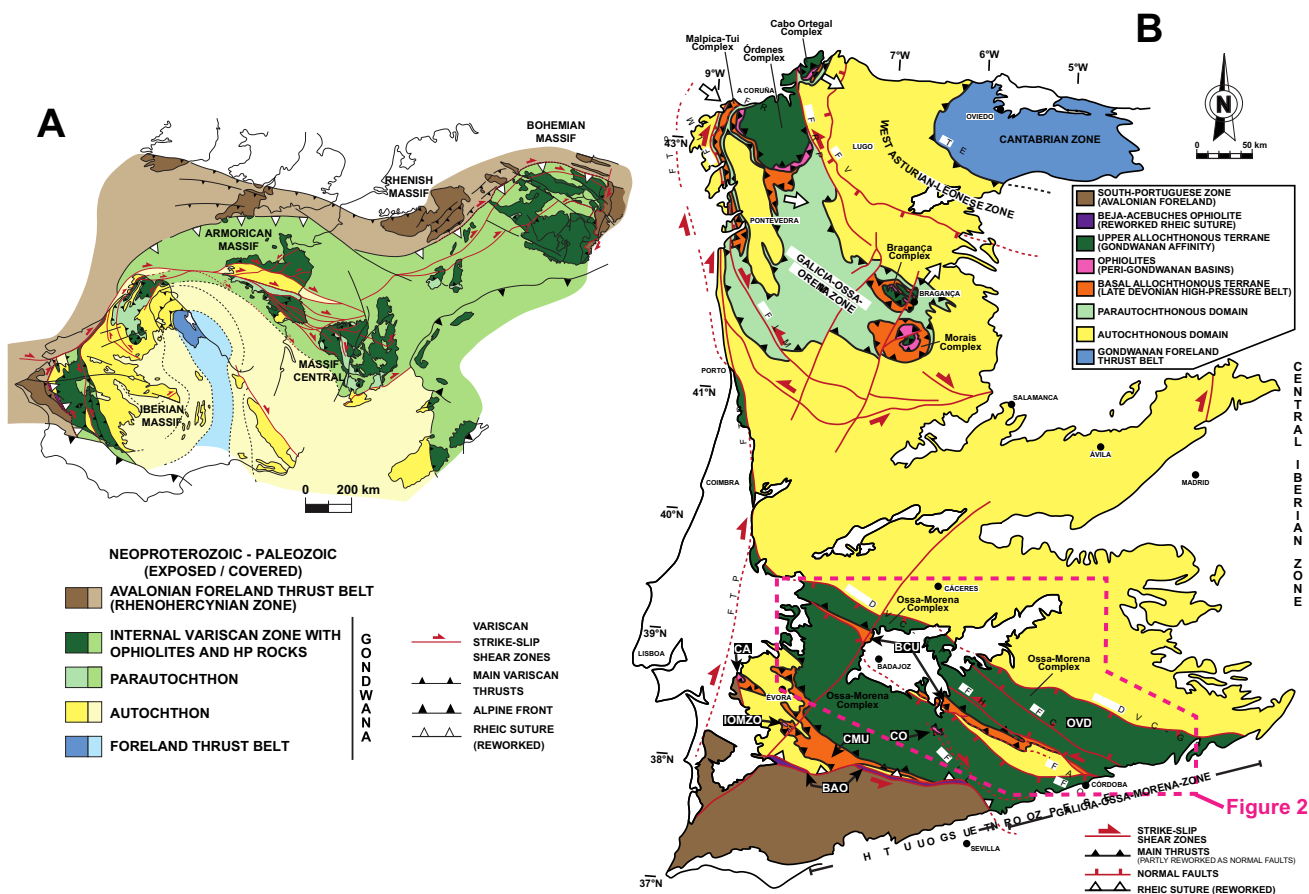 A
BOHEMIAN
MASSIF
RHENISH
MASSIF
ARMORICAN
MASSIF
MASSIF
CENTRAL
IBERIAN
MASSIF
0 200 km
NEOPROTEROZOIC - PALEOZOIC
(EXPOSED / COVERED)
AVALONIAN FORELAND THRUST BELT
(RHENOHERCYNIAN ZONE)
INTERNAL VARISCAN ZONE WITH
OPHIOLITES AND HP ROCKS
PARAUTOCHTHON
AUTOCHTHON
FORELAND THRUST BELT
GONDWANA
VARISCAN
STRIKE-SLIP
SHEAR ZONES
MAIN VARISCAN
THRUSTS
ALPINE FRONT
RHEIC SUTURE
(REWORKED)
B
Cabo Ortegal
Complex
Malpica-Tui
Complex
Órdenes
Complex
9°W
7°W
6°W
5°W
N
0 50 km
A CORUÑA
43°N
LUGO
OVIEDO
CANTABRIAN ZONE
WEST ASTURIAN-LEONESE ZONE
PONTEVEDRA
GALICIA-OSSA-
MORENA ZONE
Bragança
Complex
BRAGANÇA
Morais
Complex
PORTO
41°N
SALAMANCA
ÁVILA
MADRID
COIMBRA
40°N
CENTRAL IBERIAN ZONE
SOUTH-PORTUGUESE ZONE
(AVALONIAN FORELAND)
BEJA-ACEBUCHES OPHIOLITE
(REWORKED RHEIC SUTURE)
UPPER ALLOCHTHONOUS TERRANE
(GONDWANAN AFFINITY)
OPHIOLITES
(PERI-GONDWANAN BASINS)
BASAL ALLOCHTHONOUS TERRANE
(LATE DEVONIAN HIGH-PRESSURE BELT)
PARAUTOCHTHONOUS DOMAIN
AUTOCHTHONOUS DOMAIN
GONDWANAN FORELAND
THRUST BELT
CÁCERES
Ossa-Morena
Complex
39°N
LISBOA
CA
BCU
BADAJOZ
Ossa-Morena
Complex
ÉVORA
Ossa-Morena
Complex
IOMZO
CMU
CO
OVD
38°N
BAO
CÓRDOBA
GALICIA-OSSA-MORENA-ZONE
Figure 2
SEVILLA
37°N
STRIKE-SLIP
SHEAR ZONES
MAIN THRUSTS
(PARTLY REWORKED AS NORMAL FAULTS)
NORMAL FAULTS
RHEIC SUTURE (REWORKED)